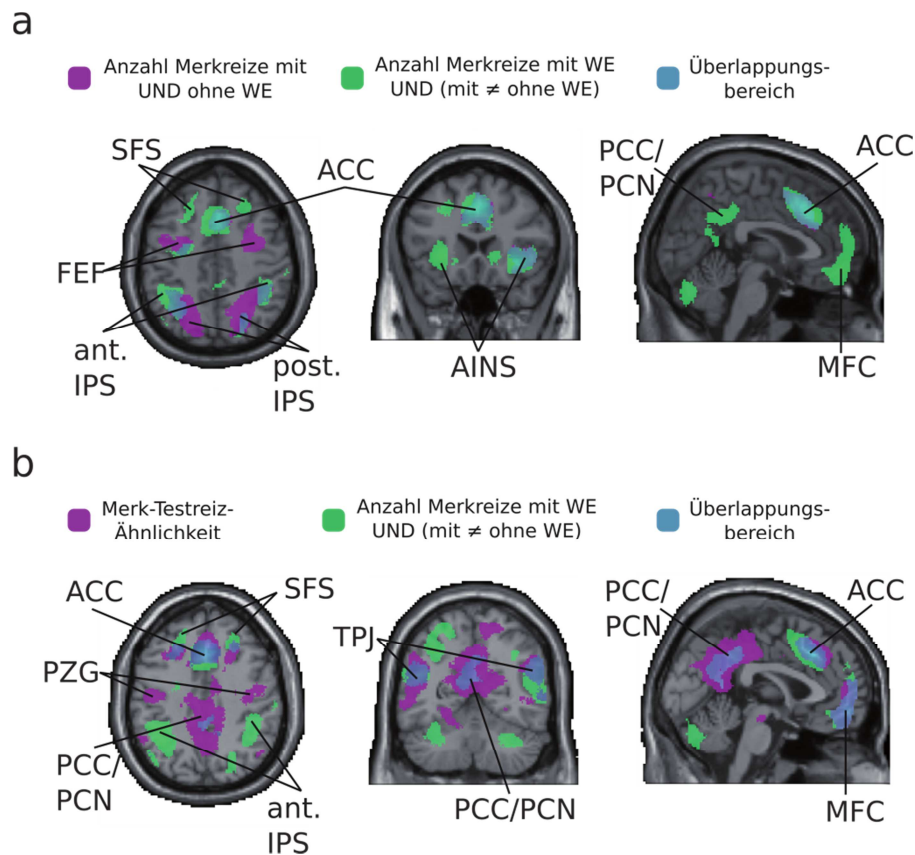 a
Anzahl Merkreize mit
UND ohne WE
Anzahl Merkreize mit WE
UND (mit ≠ ohne WE)
Überlappungs-
bereich
SFS
ACC
PCC/
PCN
ACC
FEF
ant.
IPS
post.
IPS
AINS
MFC
b
Merk-Testreiz-
Ähnlichkeit
Anzahl Merkreize mit WE
UND (mit ≠ ohne WE)
Überlappungs-
bereich
ACC
SFS
PZG
PCC/
PCN
ant.
IPS
TPJ
PCC/PCN
PCC/
PCN
ACC
MFC